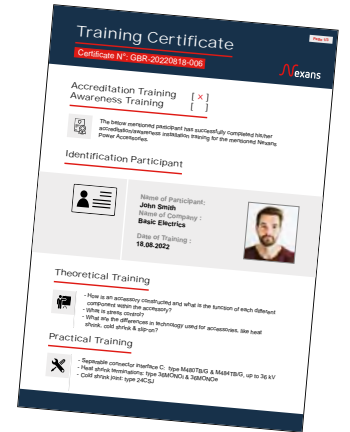 Training Certificate
Certificate N°: GBR-20220818-006
Nexans
Accreditation Training [ x ]
Awareness Training [ ]
The below mentioned participant has successfully completed his/her
accreditation/awareness installation training for the mentioned Nexans
Power Accessories.
Identification Participant
Name of Participant:
John Smith
Name of Company :
Basic Electrics
Date of Training :
18.08.2022
Theoretical Training
- How is an accessory constructed and what is the function of each different
component within the accessory?
- What is stress control?
- What are the differences in technology used for accessories, like heat
shrink, cold shrink & slip-on?
Practical Training
- Separable connector interface C: type M480TB/G & M484TB/G, up to 36 kV
- Heat shrink terminations: type 36MONOi & 36MONOe
- Cold shrink joint: type 24CSJ